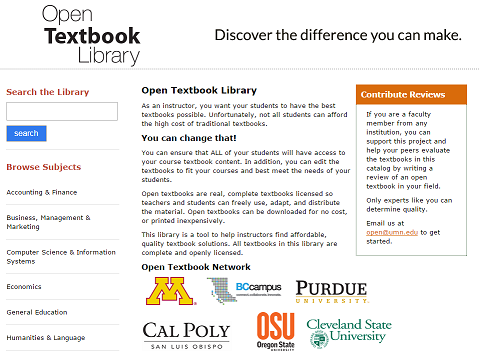 Open
Textbook
Library
Discover the difference you can make.
Search the Library
search
Browse Subjects
Accounting & Finance
Business, Management &
Marketing
Computer Science & Information
Systems
Economics
General Education
Humanities & Language
Open Textbook Library
As an instructor, you want your students to have the best
textbooks possible. Unfortunately, not all students can afford
the high cost of traditional textbooks.
You can change that!
You can ensure that ALL of your students will have access to
your course textbook content. In addition, you can edit the
textbooks to fit your courses and best meet the needs of your
students.
Open textbooks are real, complete textbooks licensed so
teachers and students can freely use, adapt, and distribute
the material. Open textbooks can be downloaded for no cost,
or printed inexpensively.
This library is a tool to help instructors find affordable,
quality textbook solutions. All textbooks in this library are
complete and openly licensed.
Open Textbook Network
M
BCcampus
PURDUE
UNIVERSITY
CAL POLY
SAN LUIS OBISPO
OSU
Oregon State
UNIVERSITY
Cleveland State
University
Contribute Reviews
If you are a faculty
member from any
institution, you can
support this project and
help your peers evaluate
the textbooks in this
catalog by writing a
review of an open
textbook in your field.
Only experts like you can
determine quality.
Email us at
open@umn.edu to get
started.